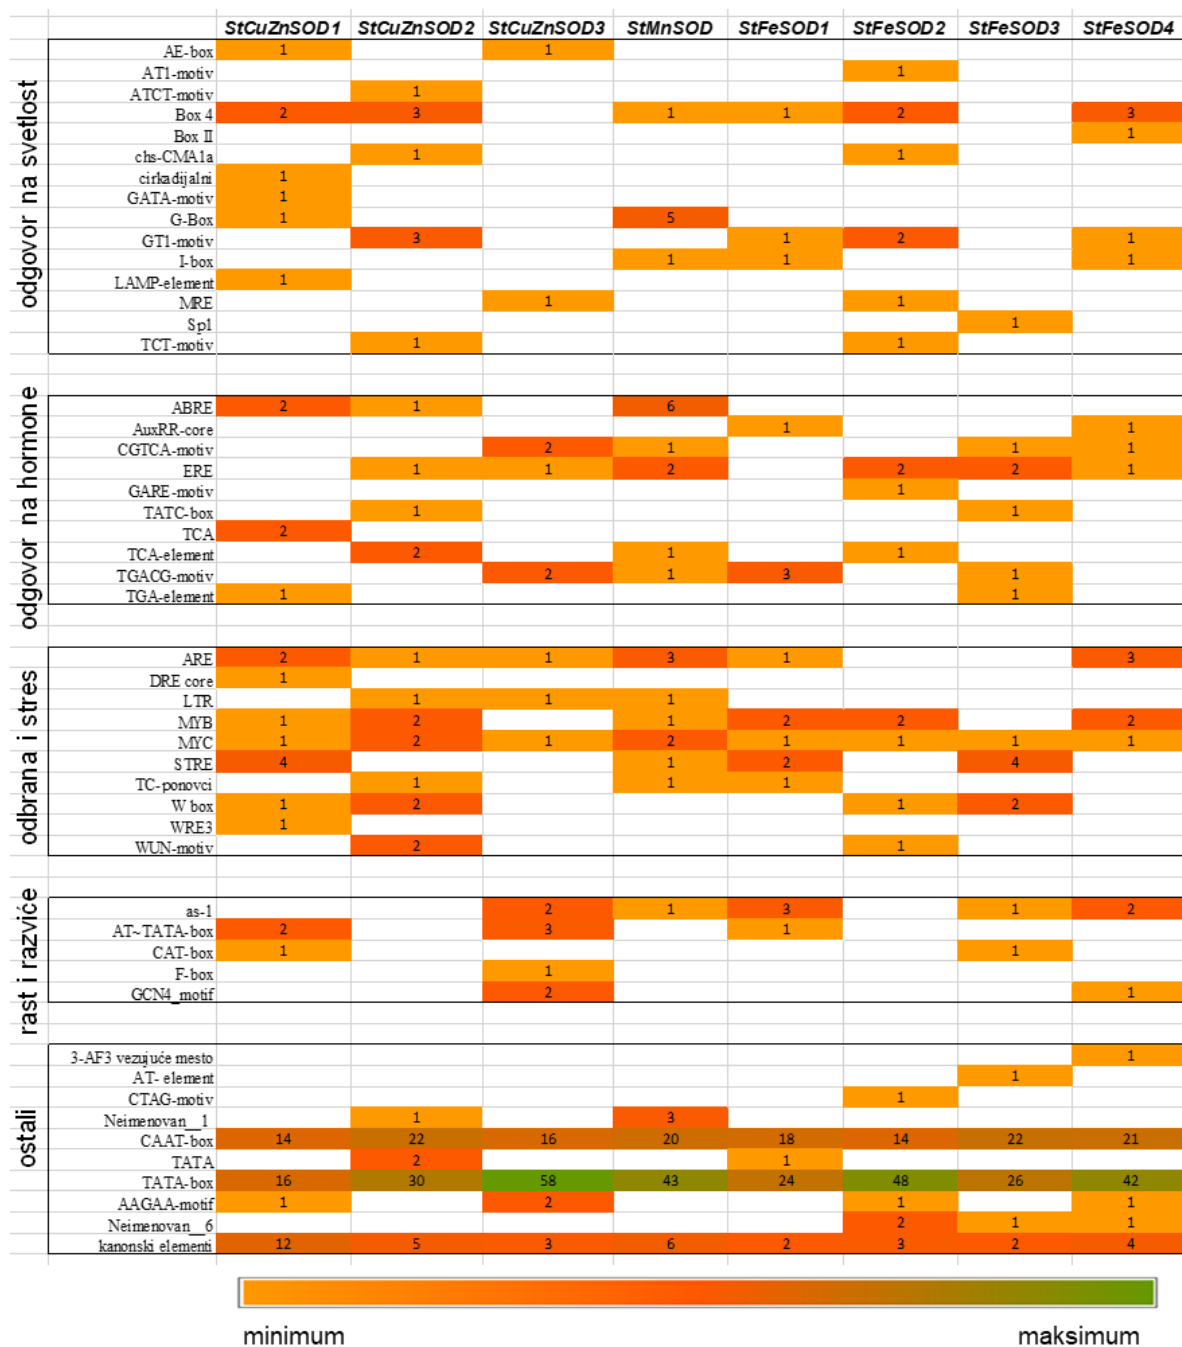 StCuZnSOD1 StCuZnSOD2 StCuZnSOD3 StMnSOD StFeSOD1 StFeSOD2 StFeSOD3 StFeSOD4
odgovor na svetlost
AE-box 1 1
AT1-motiv 1
ATCT-motiv 1
Box 4 2 3 1 1 2 3
Box II 1
chs-CMA1a 1 1
cirkadijalni 1
GATA-motiv 1
G-Box 1 5
GT1-motiv 3 1 2 1
I-box 1 1 1
LAMP-element 1
MRE 1 1
Sp1 1
TCT-motiv 1 1
odgovor na hormone
ABRE 2 1 6
AuxRR-core 1 1
CGTCA-motiv 2 1 1 1
ERE 1 1 2 2 2 1
GARE-motiv 1
TATC-box 1 1
TCA 2
TCA-element 2 1 1
TGACG-motiv 2 1 3 1
TGA-element 1 1
odbrana i stres
ARE 2 1 1 3 1 3
DRE core 1
LTR 1 1 1
MYB 1 2 1 2 2 2
MYC 1 2 1 2 1 1 1 1
STRE 4 1 2 4
TC-ponovci 1 1 1
W box 1 2 1 2
WRE3 1
WUN-motiv 2 1
rast i razviće
as-1 2 1 3 1 2
AT~TATA-box 2 3 1
CAT-box 1 1
F-box 1
GCN4_motif 2 1
ostali
3-AF3 vezujuće mesto 1
AT- element 1
CTAG-motiv 1
Neimenovan__1 1 3
CAAT-box 14 22 16 20 18 14 22 21
TATA 2 1
TATA-box 16 30 58 43 24 48 26 42
AAGAA-motif 1 2 1 1
Neimenovan__6 2 1 1
kanonski elementi 12 5 3 6 2 3 2 4
minimum maksimum